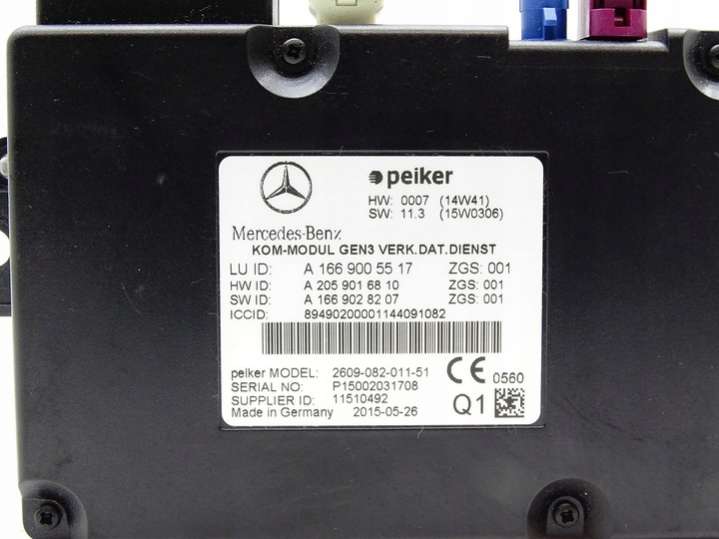 peiker
HW: 0007 (14W41)
SW: 11.3 (15W0306)
Mercedes-Benz
KOM-MODUL GEN3 VERK.DAT.DIENST
LU ID: A 166 900 55 17 ZGS: 001
HW ID: A 205 901 68 10 ZGS: 001
SW ID: A 166 902 82 07 ZGS: 001
ICCID: 89490200001144091082
peiker MODEL: 2609-082-011-51
SERIAL NO: P15002031708
SUPPLIER ID: 11510492
Made in Germany 2015-05-26
CE 0560
Q1